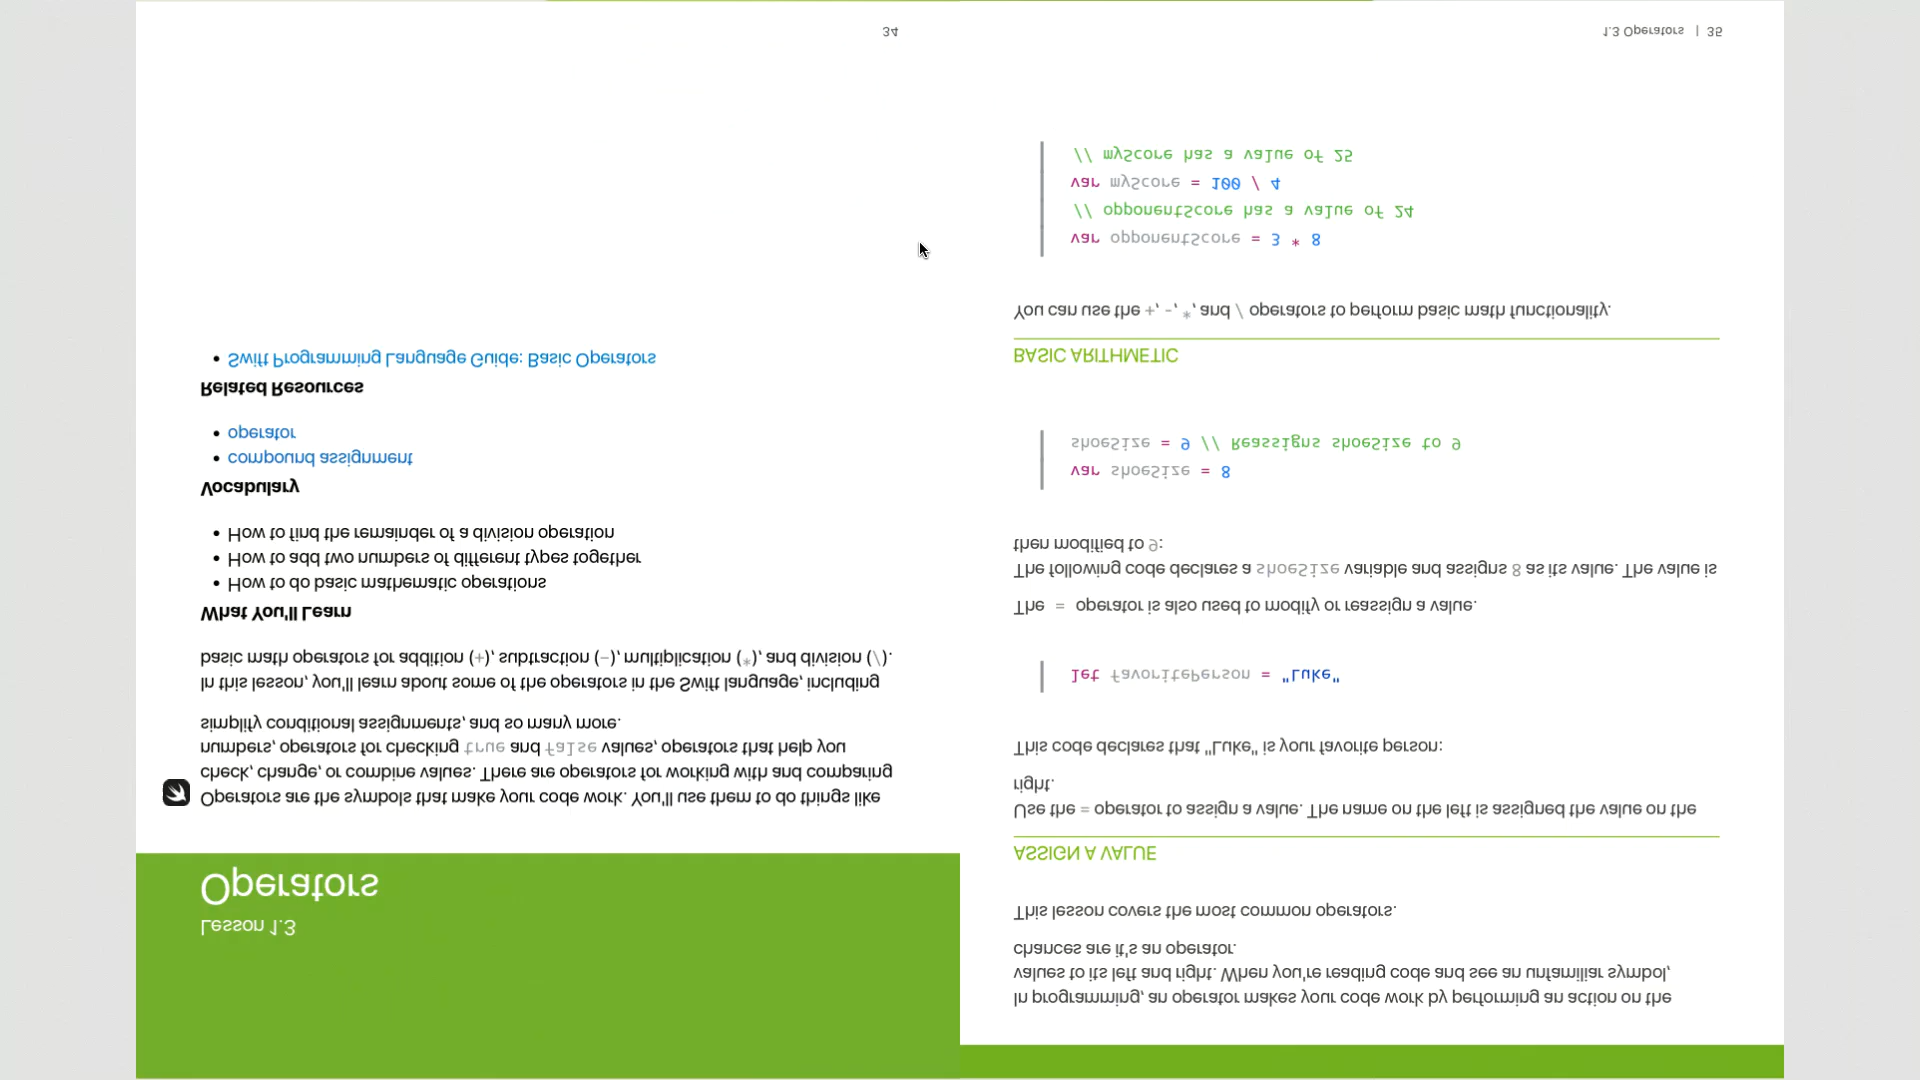 Lesson 1.3
Operators
Operators are the symbols that make your code work. You'll use them to do things like
check, change, or combine values. There are operators for working with and comparing
numbers, operators for checking true and false values, operators that help you
simplify conditional assignments, and so many more.
In this lesson, you'll learn about some of the operators in the Swift language, including
basic math operators for addition (+), subtraction (-), multiplication (*), and division (/).
What You'll Learn
• How to do basic mathematic operations
• How to add two numbers of different types together
• How to find the remainder of a division operation
Vocabulary
• compound assignment
• operator
Related Resources
• Swift Programming Language Guide: Basic Operators
34
In programming, an operator makes your code work by performing an action on the
values to its left and right. When you're reading code and see an unfamiliar symbol,
chances are it's an operator.
This lesson covers the most common operators.
ASSIGN A VALUE
Use the = operator to assign a value. The name on the left is assigned the value on the
right.
This code declares that "Luke" is your favorite person:
let favoritePerson = "Luke"
The = operator is also used to modify or reassign a value.
The following code declares a shoeSize variable and assigns 8 as its value. The value is
then modified to 9:
var shoeSize = 8
shoeSize = 9 // Reassigns shoeSize to 9
BASIC ARITHMETIC
You can use the +, -, *, and / operators to perform basic math functionality.
var opponentScore = 3 * 8
// opponentScore has a value of 24
var myScore = 100 / 4
// myScore has a value of 25
1.3 Operators | 35